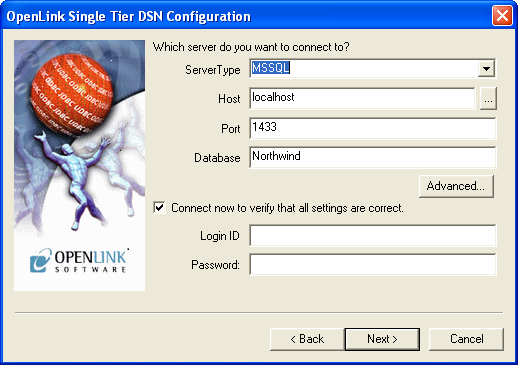 OpenLink Single Tier DSN Configuration
Which server do you want to connect to?
ServerType MSSQL
Host localhost ...
Port 1433
Database Northwind
Advanced...
Connect now to verify that all settings are correct.
Login ID
Password:
OPENLINK
SOFTWARE
< Back Next > Cancel